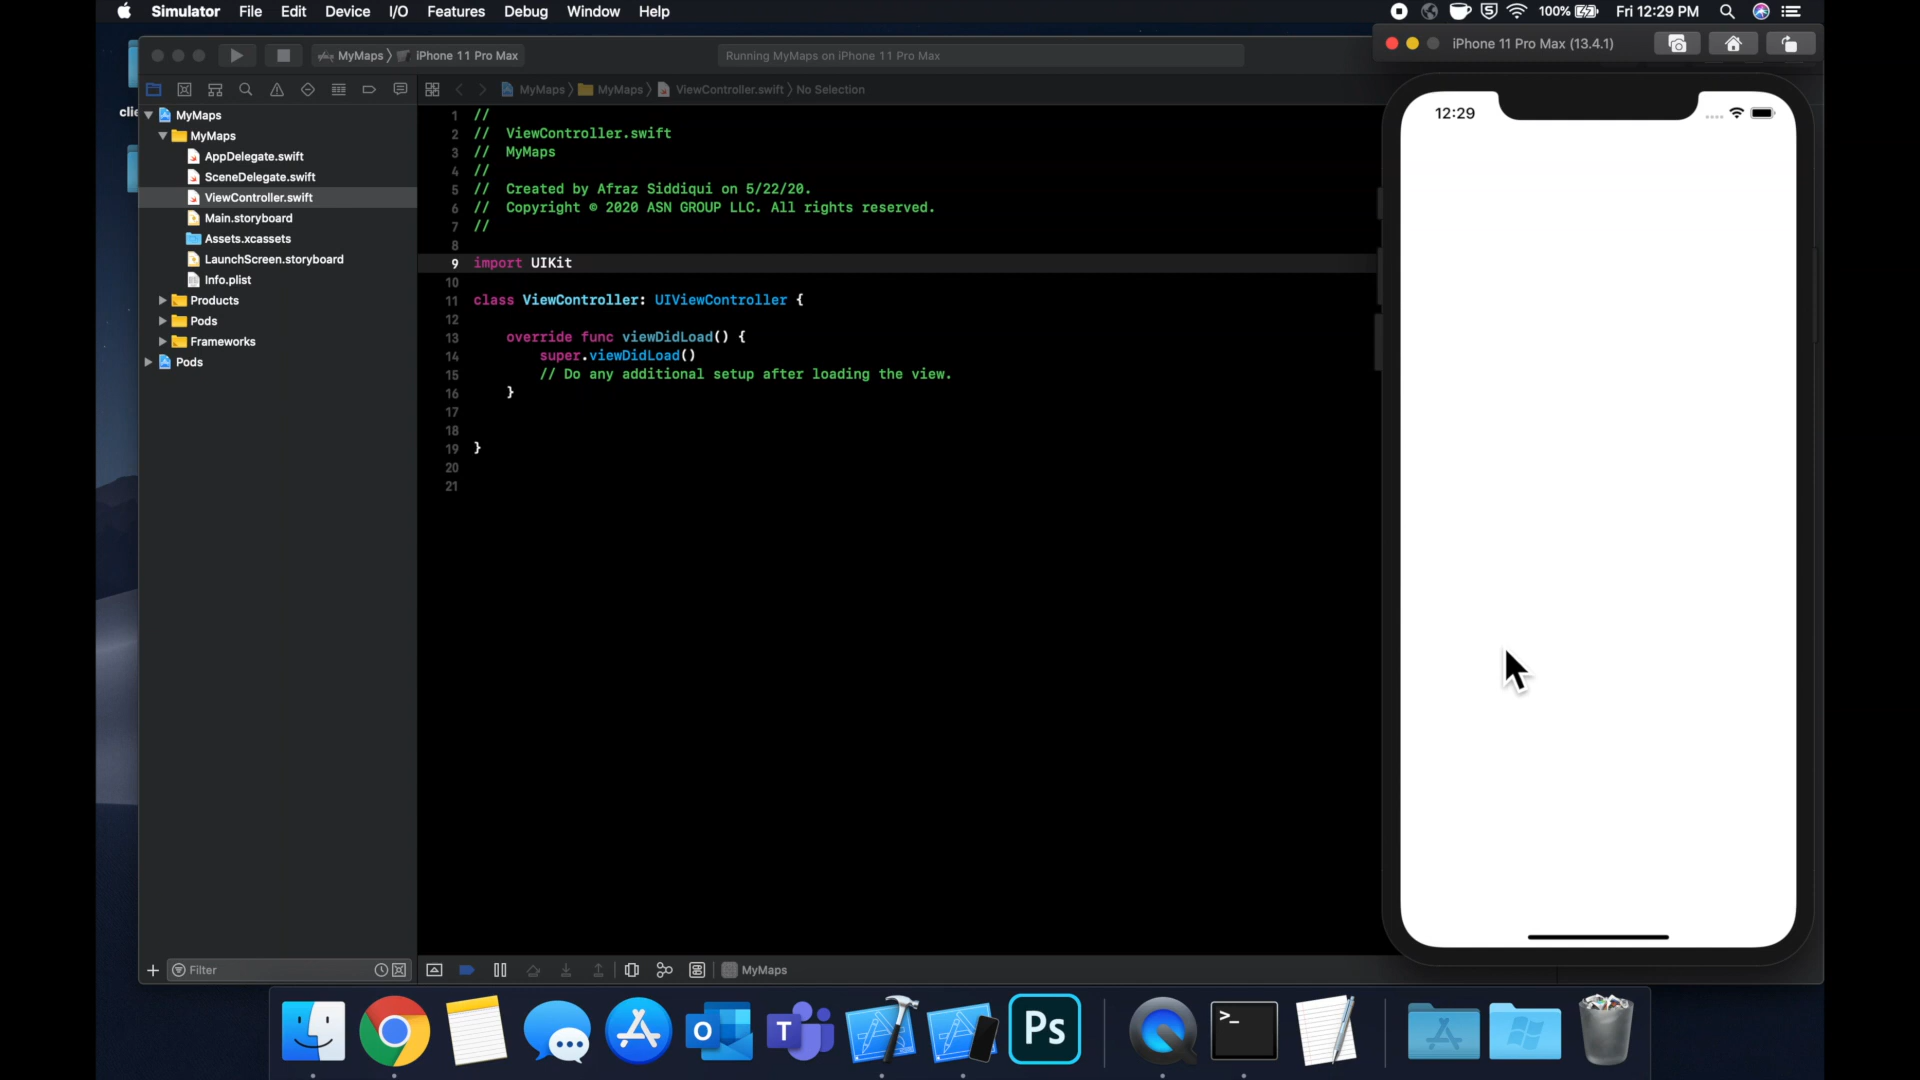 Simulator File Edit Device I/O Features Debug Window Help 100% Fri 12:29 PM
MyMaps iPhone 11 Pro Max Running MyMaps on iPhone 11 Pro Max
iPhone 11 Pro Max (13.4.1)
MyMaps MyMaps ViewController.swift No Selection
clie
MyMaps
MyMaps
AppDelegate.swift
SceneDelegate.swift
ViewController.swift
Main.storyboard
Assets.xcassets
LaunchScreen.storyboard
Info.plist
Products
Pods
Frameworks
Pods
1 //
2 // ViewController.swift
3 // MyMaps
4 //
5 // Created by Afraz Siddiqui on 5/22/20.
6 // Copyright © 2020 ASN GROUP LLC. All rights reserved.
7 //
8
9 import UIKit
10
11 class ViewController: UIViewController {
12
13 override func viewDidLoad() {
14 super.viewDidLoad()
15 // Do any additional setup after loading the view.
16 }
17
18
19 }
20
21
12:29
Filter
MyMaps
O
T
Ps
>_